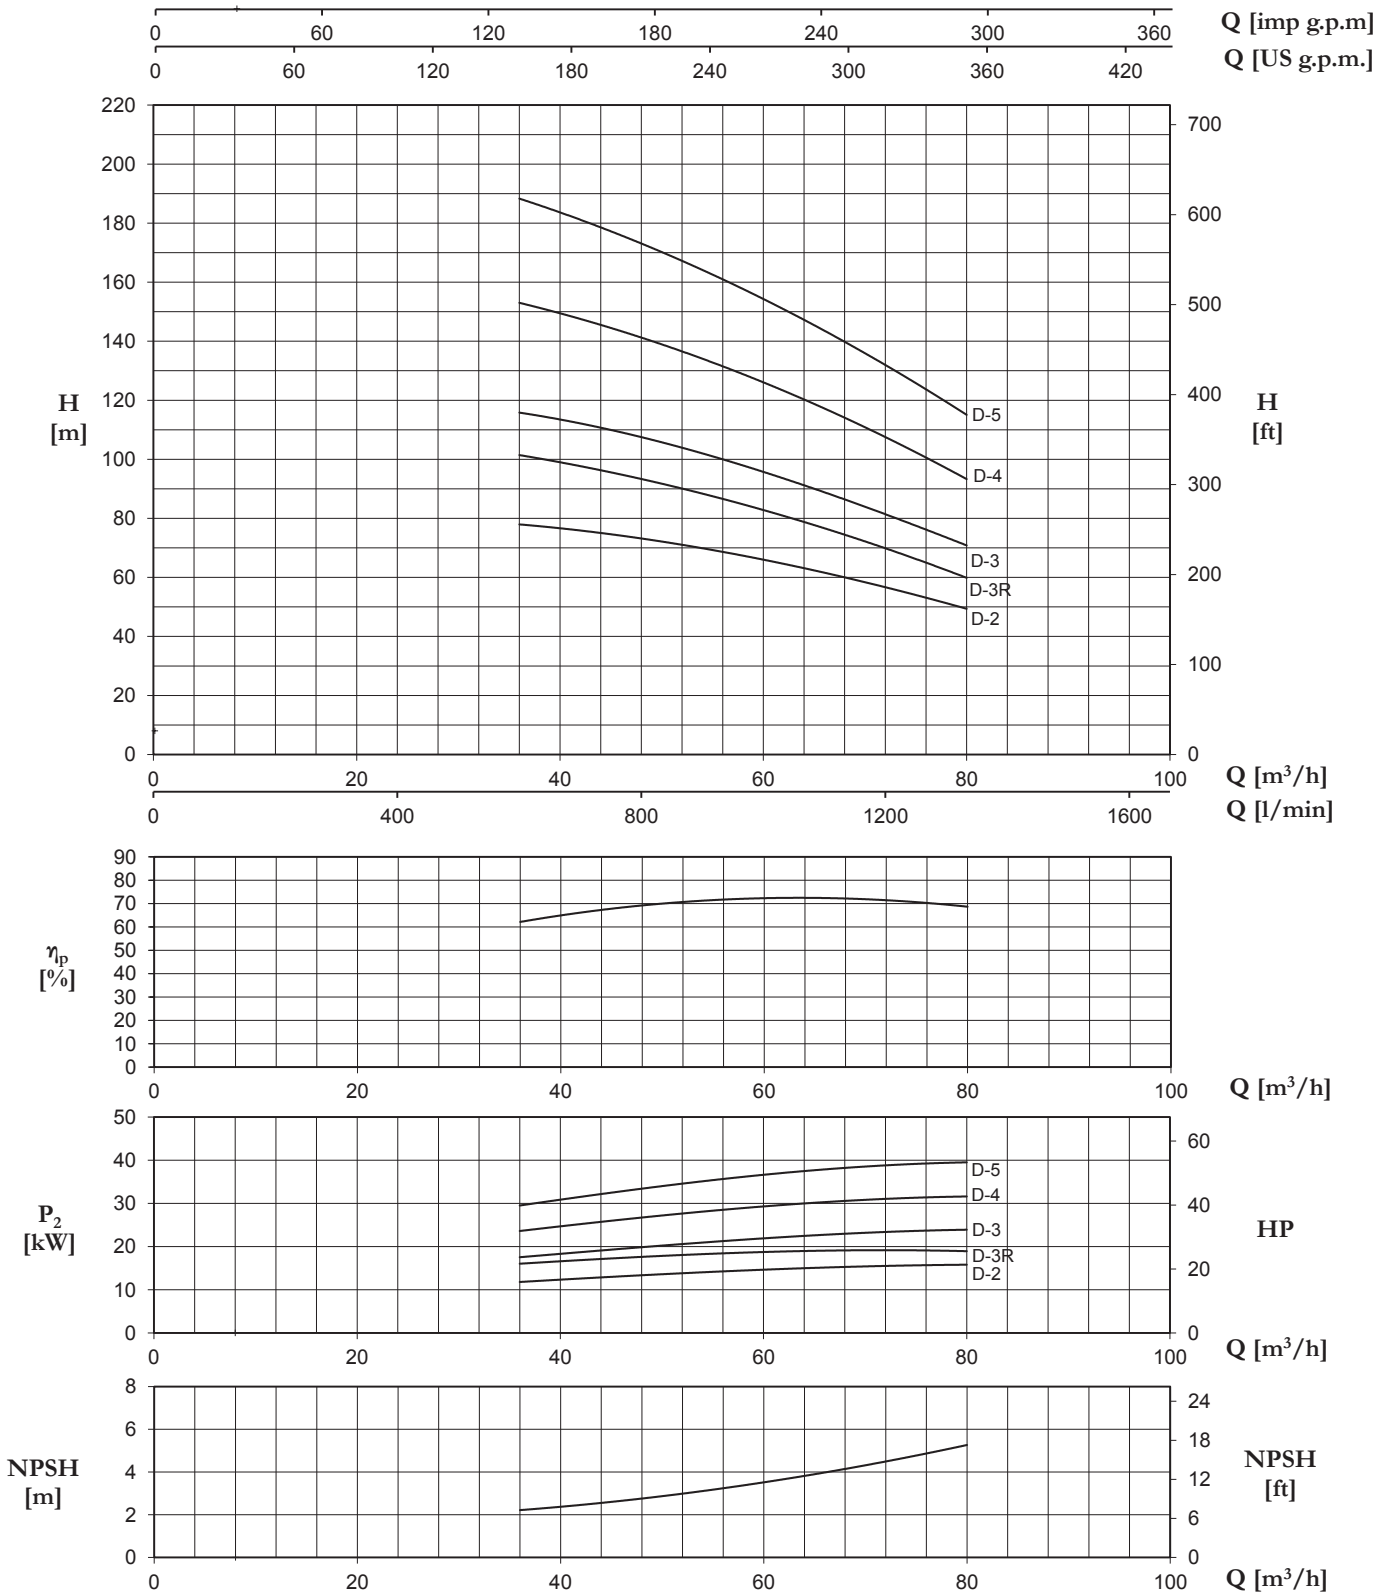 0 60 120 180 240 300 360 Q [imp g.p.m]
0 60 120 180 240 300 360 420 Q [US g.p.m.]
220
200
180
160
140
120
100
80
60
40
20
0
H
[m]
700
600
500
400
300
200
100
0
H
[ft]
D-5
D-4
D-3
D-3R
D-2
0 20 40 60 80 100 Q [m³/h]
0 400 800 1200 1600 Q [l/min]
90
80
70
60
50
40
30
20
10
0
ηp
[%]
0 20 40 60 80 100 Q [m³/h]
50
40
30
20
10
0
P₂
[kW]
60
40
20
0
HP
D-5
D-4
D-3
D-3R
D-2
0 20 40 60 80 100 Q [m³/h]
8
6
4
2
0
NPSH
[m]
24
18
12
6
0
NPSH
[ft]
0 20 40 60 80 100 Q [m³/h]